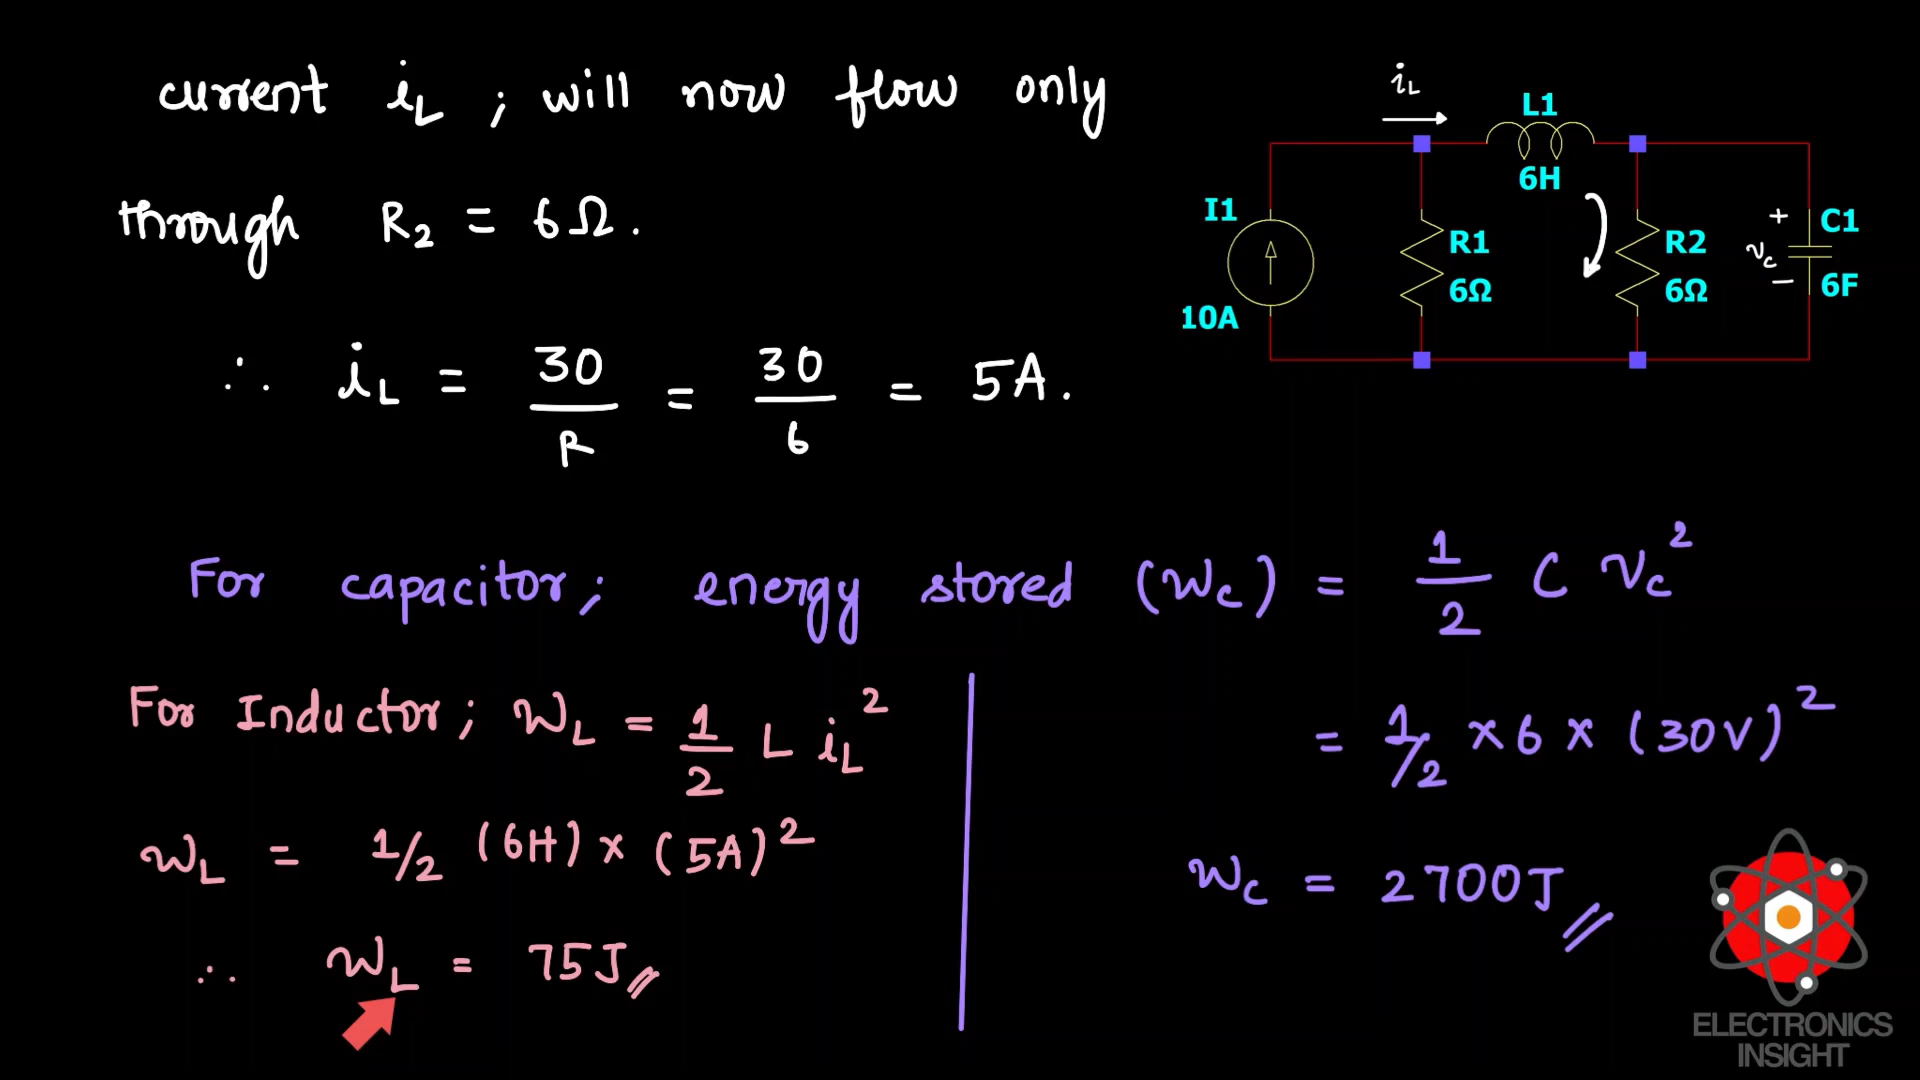 current iL ; will now flow only
through R2 = 6Ω.
∴ iL = 30/R = 30/6 = 5A.
iL
L1
6H
I1
10A
R1
6Ω
R2
6Ω
+
vc
−
C1
6F
For capacitor; energy stored (wc) = 1/2 C vc²
= 1/2 × 6 × (30V)²
wc = 2700J
For Inductor; wL = 1/2 L iL²
wL = 1/2 (6H) × (5A)²
∴ wL = 75J
ELECTRONICS
INSIGHT